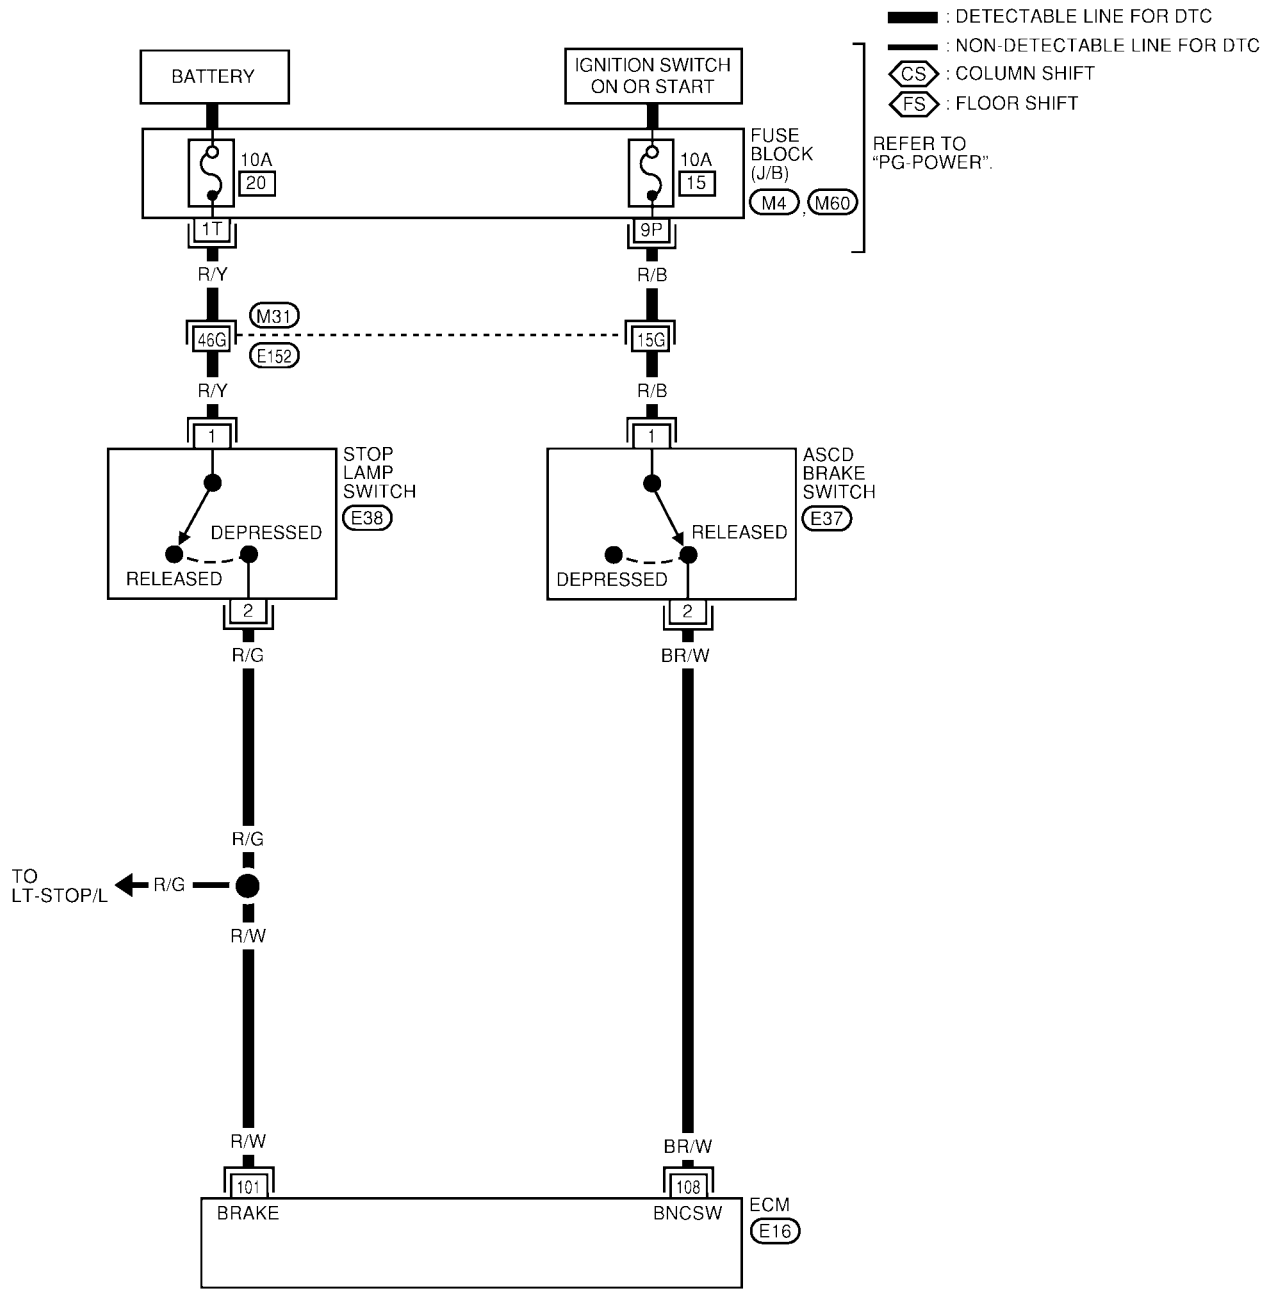 : DETECTABLE LINE FOR DTC
: NON-DETECTABLE LINE FOR DTC
CS : COLUMN SHIFT
FS : FLOOR SHIFT
BATTERY
IGNITION SWITCH
ON OR START
FUSE
BLOCK
(J/B)
M4 , M60
REFER TO
“PG-POWER”.
10A
20
10A
15
1T
9P
R/Y
R/B
M31
46G
15G
E152
R/Y
R/B
1
1
STOP
LAMP
SWITCH
E38
ASCD
BRAKE
SWITCH
E37
DEPRESSED
RELEASED
RELEASED
DEPRESSED
2
2
R/G
BR/W
R/G
TO
LT-STOP/L
R/G
R/W
R/W
BR/W
101
108
BRAKE
BNCSW
ECM
E16